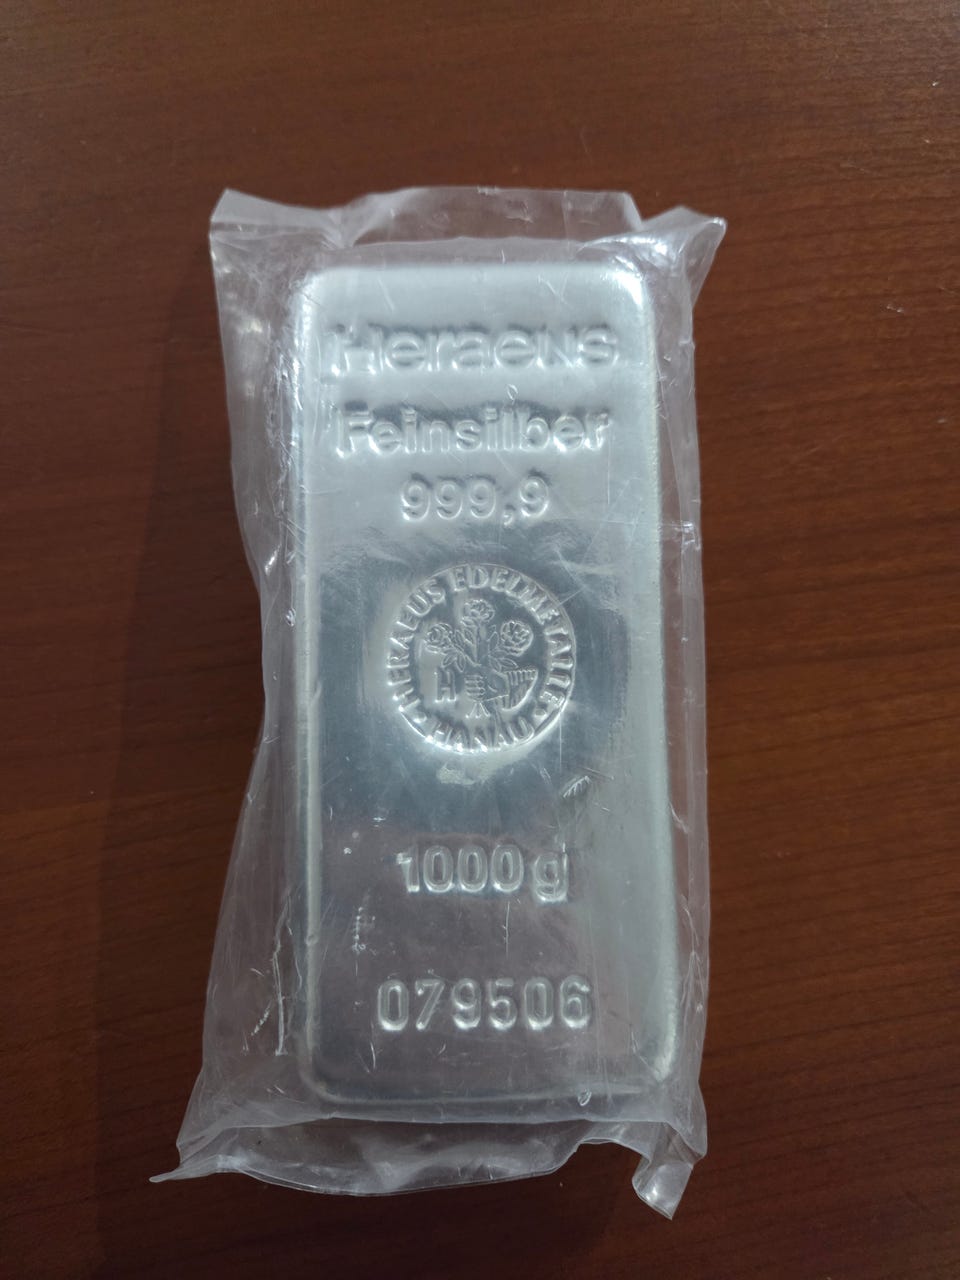 Heraeus
Feinsilber
999,9
HERAEUS EDELMETALLE
H
• HANAU •
1000 g
079506